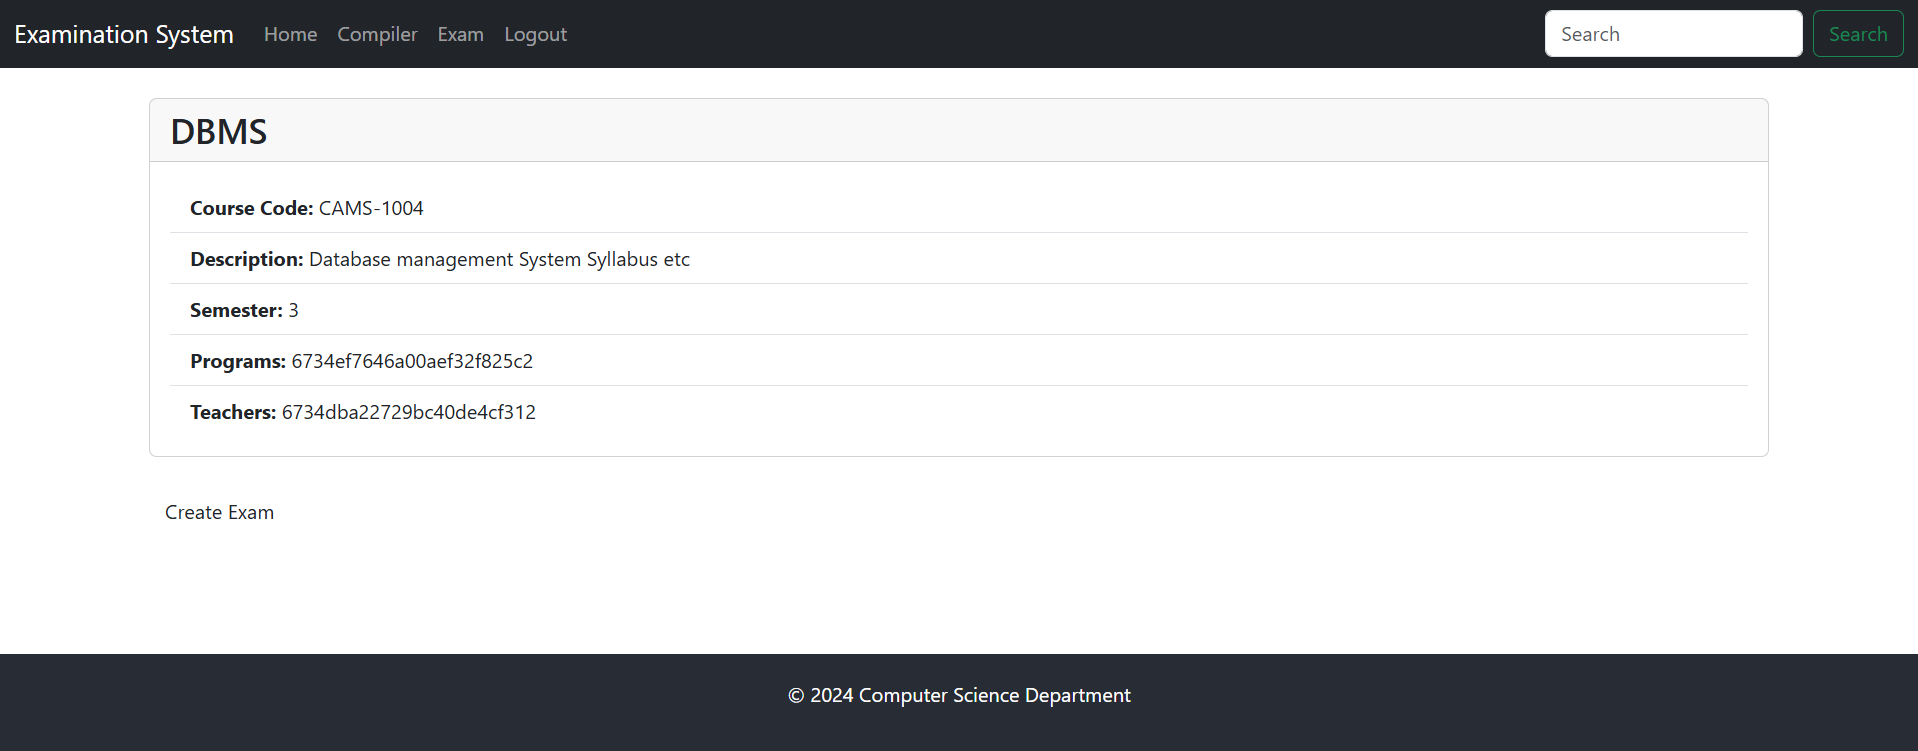 Examination System Home Compiler Exam Logout Search Search
DBMS
Course Code: CAMS-1004
Description: Database management System Syllabus etc
Semester: 3
Programs: 6734ef7646a00aef32f825c2
Teachers: 6734dba22729bc40de4cf312
Create Exam
© 2024 Computer Science Department